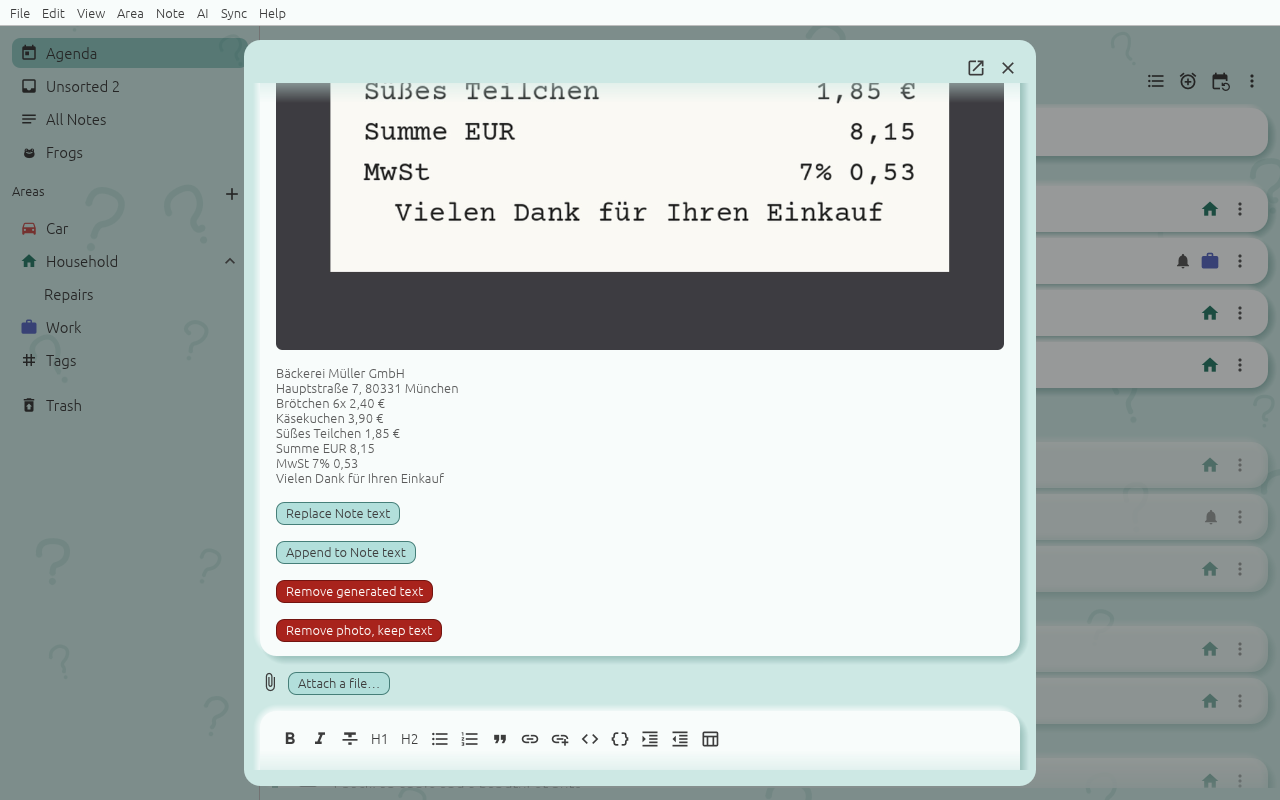 File Edit View Area Note AI Sync Help
Agenda
Unsorted 2
All Notes
Frogs
Areas
Car
Household
Repairs
Work
Tags
Trash
Süßes Teilchen 1,85 €
Summe EUR 8,15
MwSt 7% 0,53
Vielen Dank für Ihren Einkauf
Bäckerei Müller GmbH
Hauptstraße 7, 80331 München
Brötchen 6x 2,40 €
Käsekuchen 3,90 €
Süßes Teilchen 1,85 €
Summe EUR 8,15
MwSt 7% 0,53
Vielen Dank für Ihren Einkauf
Replace Note text
Append to Note text
Remove generated text
Remove photo, keep text
Attach a file…
H1 H2